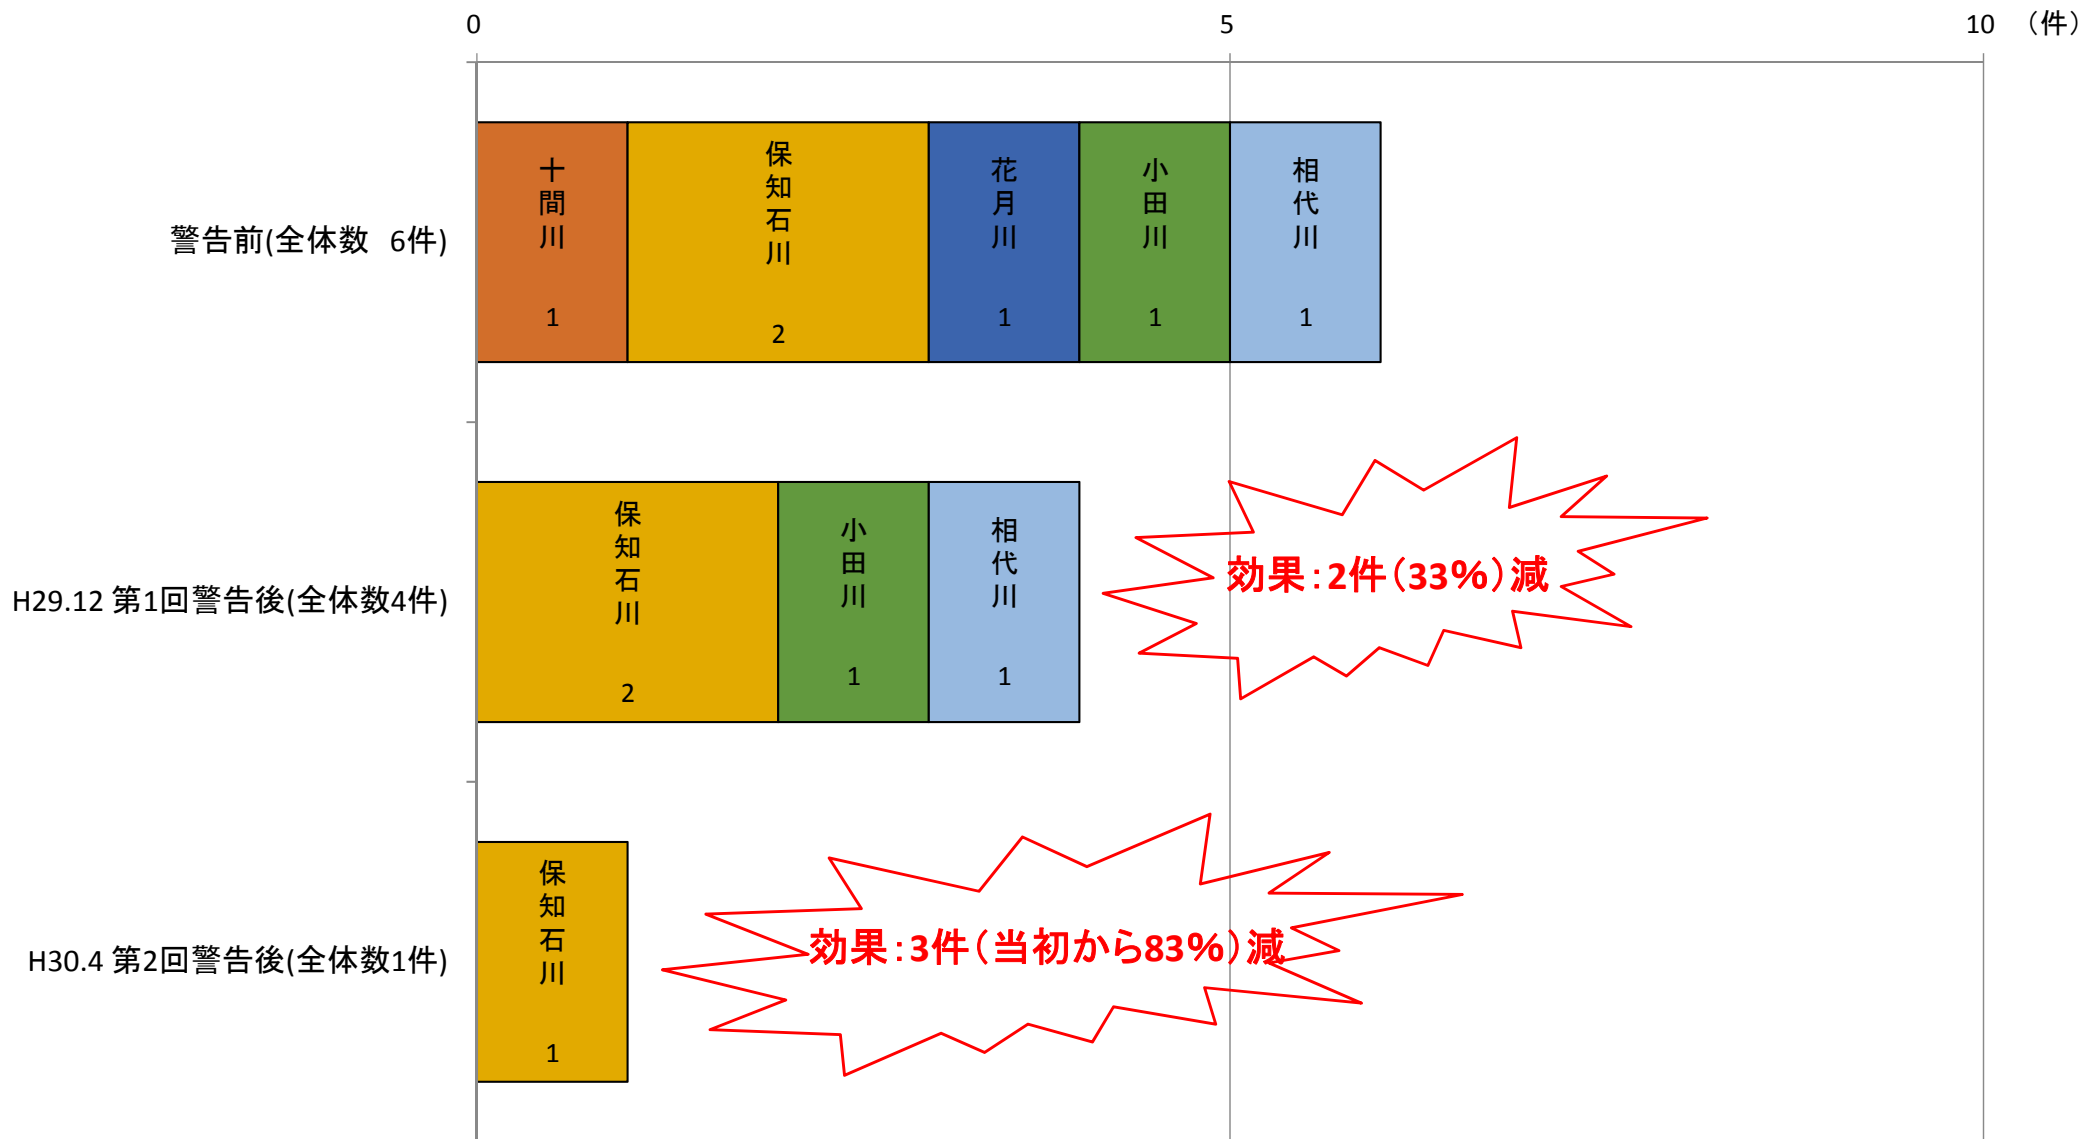 0
5
10 （件）
警告前(全体数 6件)
十間川
1
保知石川
2
花月川
1
小田川
1
相代川
1
H29.12 第1回警告後(全体数4件)
保知石川
2
小田川
1
相代川
1
効果：2件（33%）減
H30.4 第2回警告後(全体数1件)
保知石川
1
効果：3件（当初から83%）減